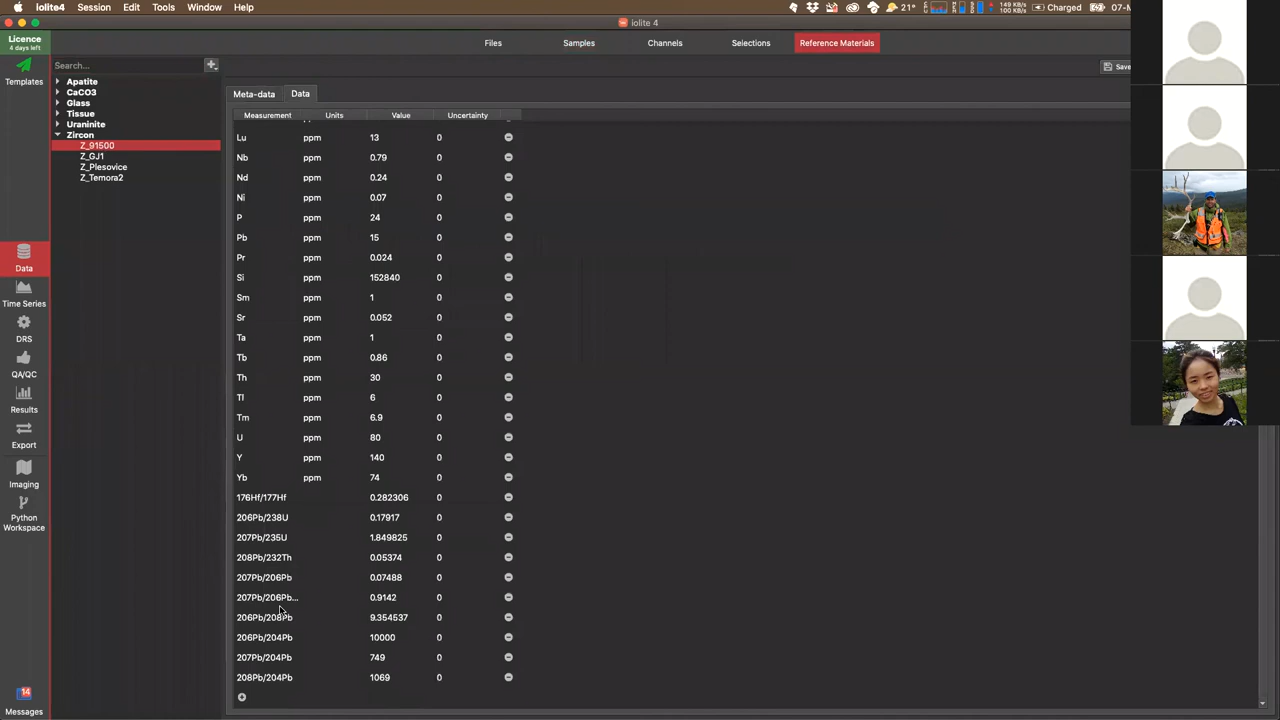 iolite4 Session Edit Tools Window Help 21° 149 KB/s 100 KB/s Charged 07-M
iolite 4
Licence
4 days left
Files Samples Channels Selections Reference Materials
Templates
Search...
Save
Apatite
CaCO3
Glass
Tissue
Uraninite
Zircon
Z_91500
Z_GJ1
Z_Plesovice
Z_Temora2
Data
Time Series
DRS
QA/QC
Results
Export
Imaging
Python
Workspace
14
Messages
Meta-data Data
Measurement Units Value Uncertainty
Lu ppm 13 0
Nb ppm 0.79 0
Nd ppm 0.24 0
Ni ppm 0.07 0
P ppm 24 0
Pb ppm 15 0
Pr ppm 0.024 0
Si ppm 152840 0
Sm ppm 1 0
Sr ppm 0.052 0
Ta ppm 1 0
Tb ppm 0.86 0
Th ppm 30 0
Tl ppm 6 0
Tm ppm 6.9 0
U ppm 80 0
Y ppm 140 0
Yb ppm 74 0
176Hf/177Hf 0.282306 0
206Pb/238U 0.17917 0
207Pb/235U 1.849825 0
208Pb/232Th 0.05374 0
207Pb/206Pb 0.07488 0
207Pb/206Pb... 0.9142 0
206Pb/208Pb 9.354537 0
206Pb/204Pb 10000 0
207Pb/204Pb 749 0
208Pb/204Pb 1069 0